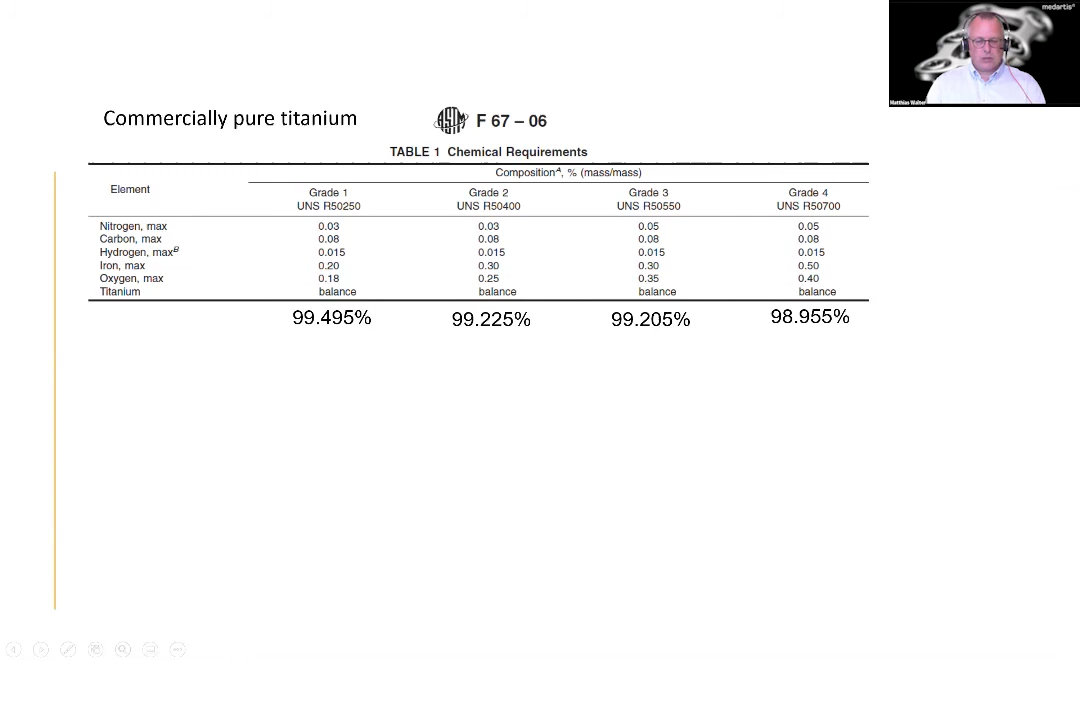 medartis®
Matthias Walter
Commercially pure titanium
ASTM F 67 – 06
TABLE 1 Chemical Requirements
Element Composition^A, % (mass/mass)
Grade 1 Grade 2 Grade 3 Grade 4
UNS R50250 UNS R50400 UNS R50550 UNS R50700
Nitrogen, max 0.03 0.03 0.05 0.05
Carbon, max 0.08 0.08 0.08 0.08
Hydrogen, max^B 0.015 0.015 0.015 0.015
Iron, max 0.20 0.30 0.30 0.50
Oxygen, max 0.18 0.25 0.35 0.40
Titanium balance balance balance balance
99.495% 99.225% 99.205% 98.955%